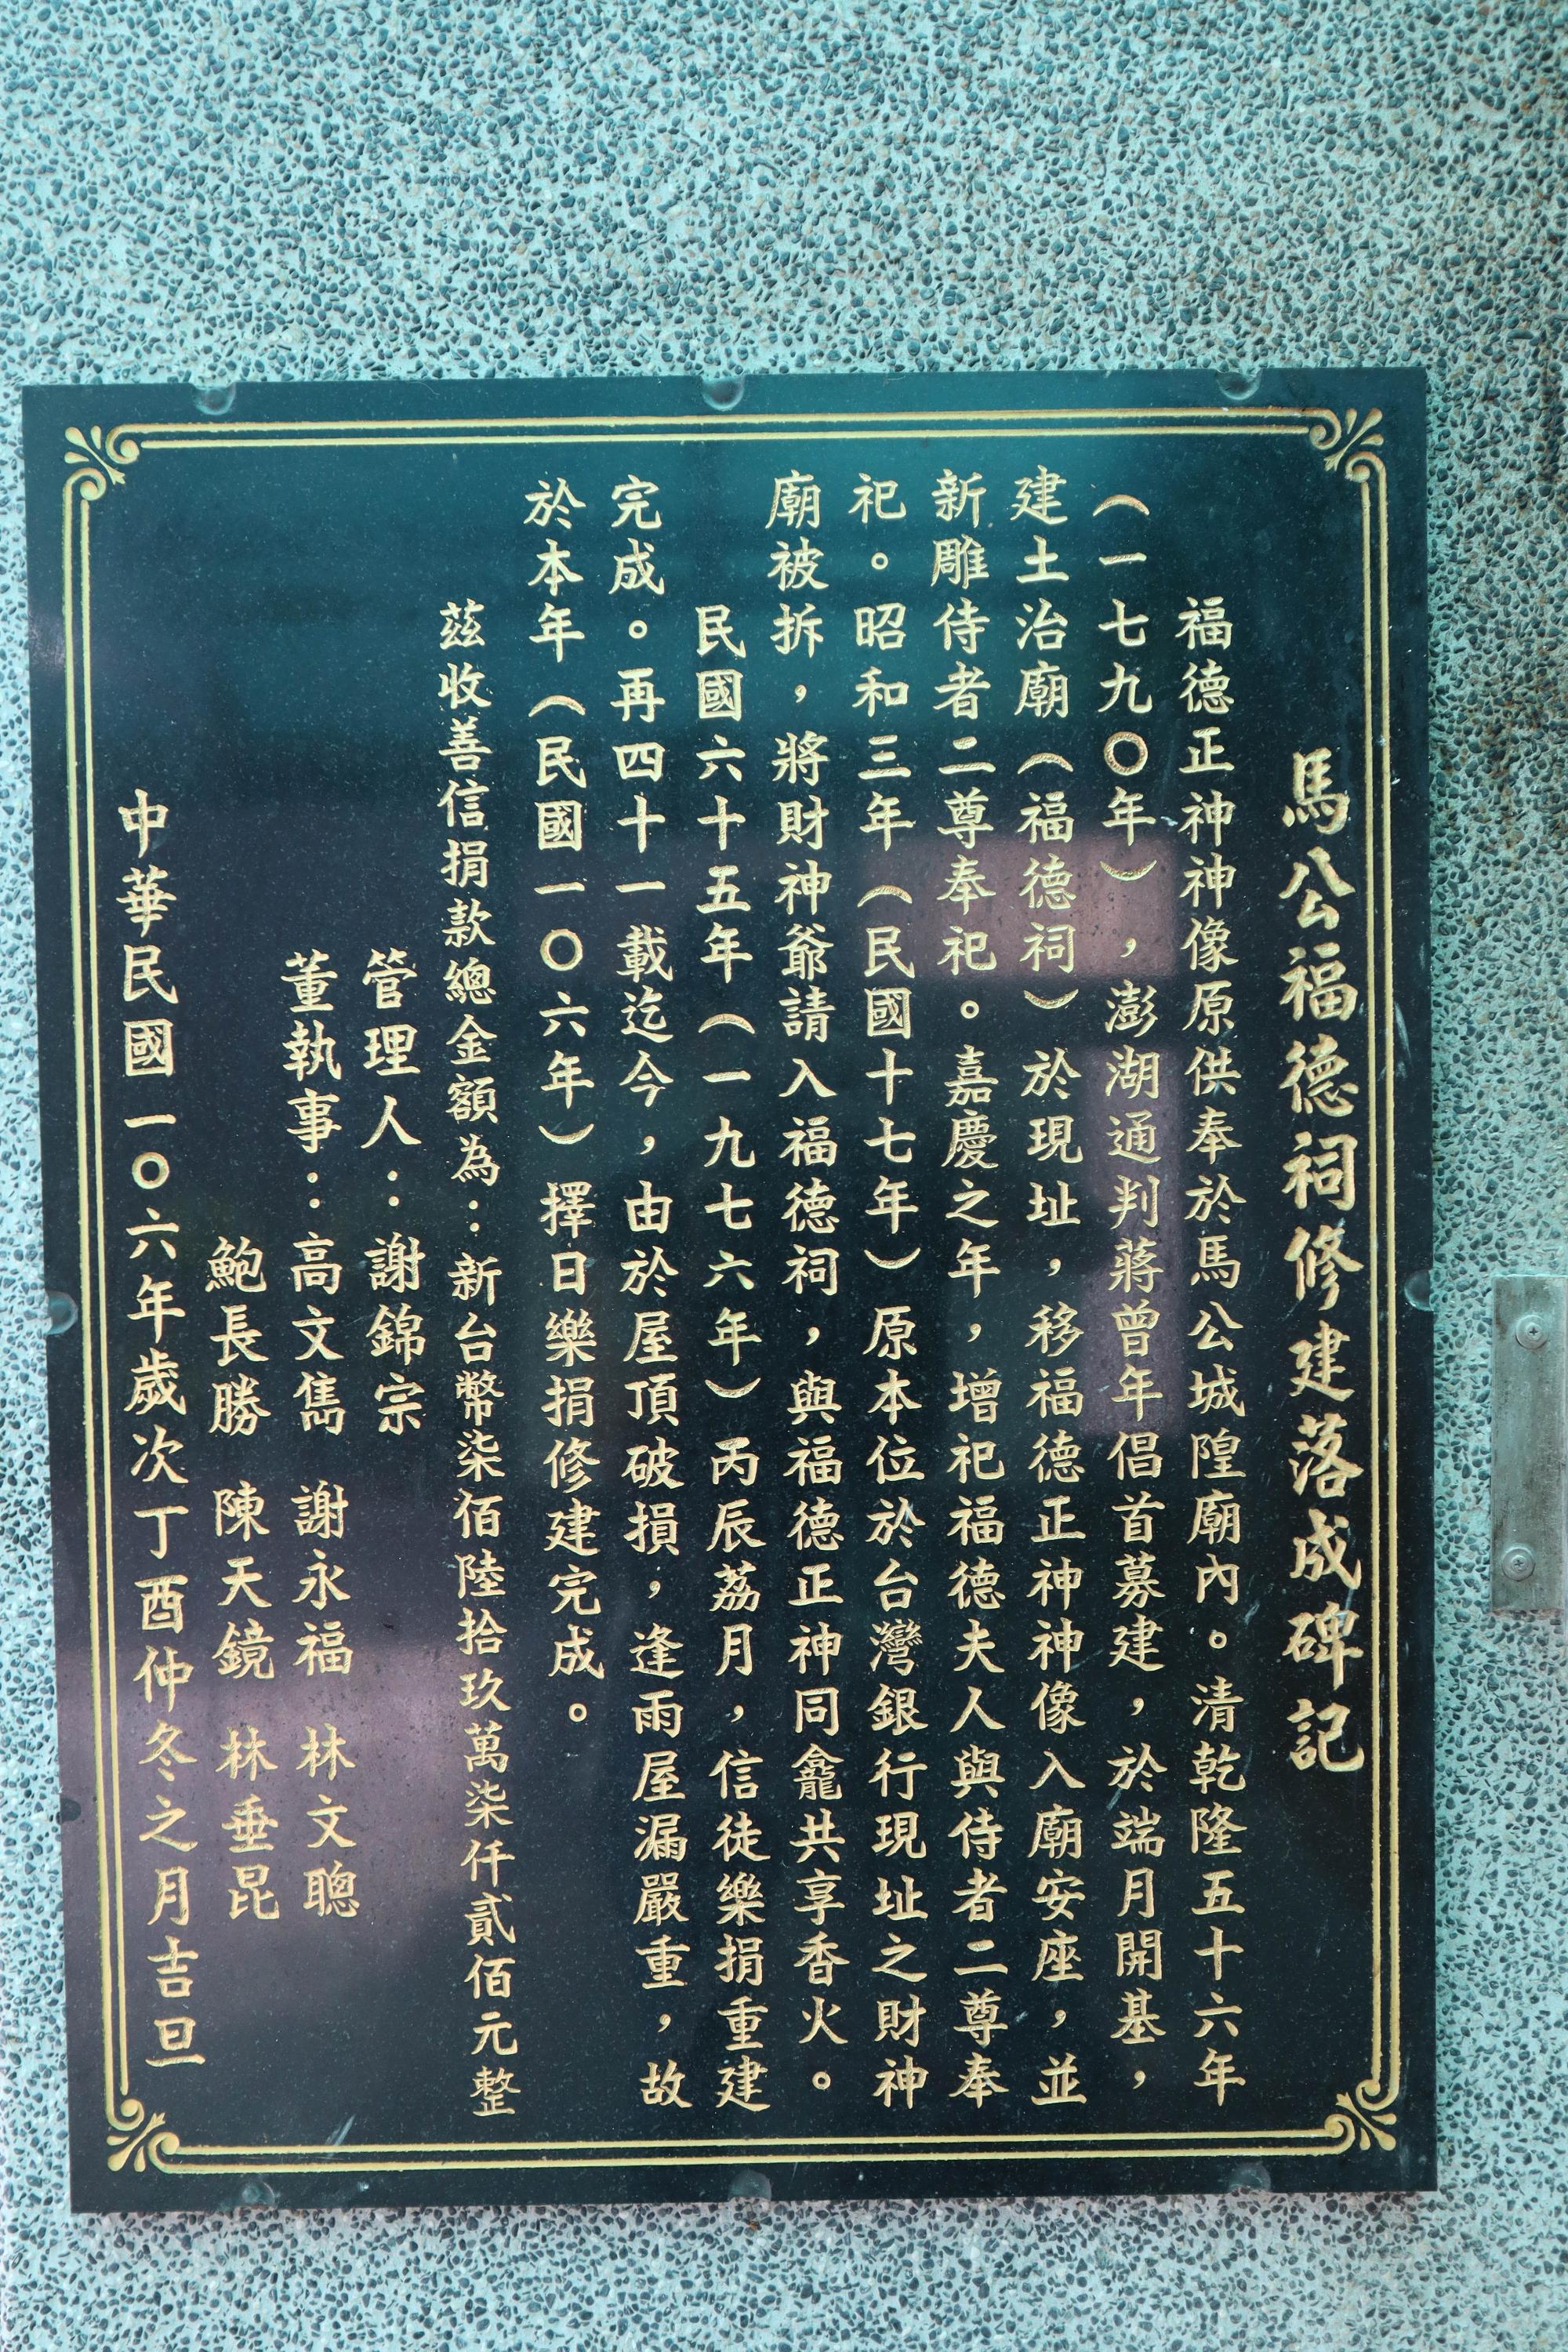 馬公福德祠修建落成碑記
福德正神神像原供奉於馬公城隍廟內。清乾隆五十六年
（一七九〇年），澎湖通判蔣曾年倡首募建，於端月開基，
建土治廟（福德祠）於現址，移福德正神神像入廟安座，並
新雕侍者二尊奉祀。嘉慶之年，增祀福德夫人與侍者二尊奉
祀。昭和三年（民國十七年）原本位於台灣銀行現址之財神
廟被拆，將財神爺請入福德祠，與福德正神同龕共享香火。
民國六十五年（一九七六年）丙辰荔月，信徒樂捐重建
完成。再四十一載迄今，由於屋頂破損，逢雨屋漏嚴重，故
於本年（民國一〇六年）擇日樂捐修建完成。
茲收善信捐款總金額為：新台幣柒佰陸拾玖萬柒仟貳佰元整
管理人：謝錦宗
董執事：高文雋 謝永福 林文聰
鮑長勝 陳天鏡 林垂昆
中華民國一〇六年歲次丁酉仲冬之月吉旦